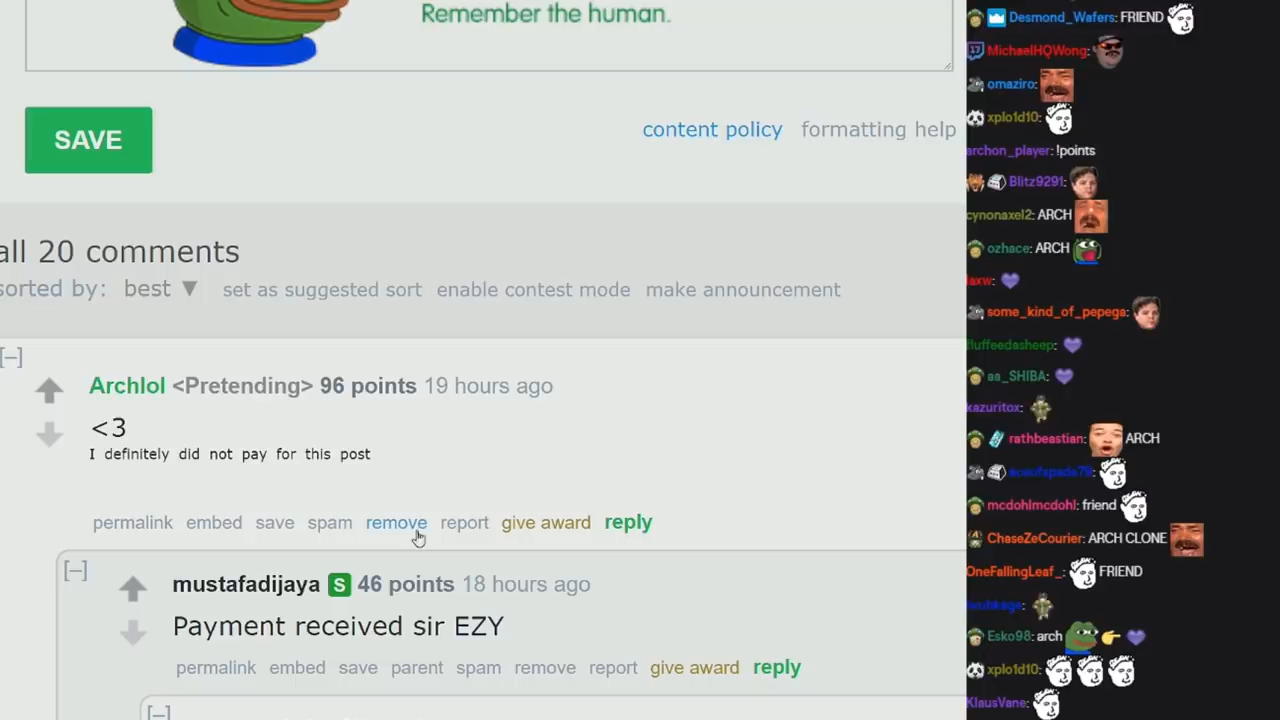 Remember the human.
SAVE
content policy formatting help
all 20 comments
sorted by: best ▼ set as suggested sort enable contest mode make announcement
[–]
Archlol <Pretending> 96 points 19 hours ago
<3
I definitely did not pay for this post
permalink embed save spam remove report give award reply
[–]
mustafadijaya S 46 points 18 hours ago
Payment received sir EZY
permalink embed save parent spam remove report give award reply
[–]
Desmond_Wafers: FRIEND
17 MichaelHQWong:
omaziro:
xplo1d10:
archon_player: !points
Blitz9291:
cynonaxel2: ARCH
ozhace: ARCH
laxw:
some_kind_of_pepega:
fluffeedasheep:
aa_SHIBA:
kazuritox:
rathbeastian: ARCH
mcdohlmcdohl: friend
ChaseZeCourier: ARCH CLONE
OneFallingLeaf_: FRIEND
Esko98: arch
xplo1d10:
KlausVane: